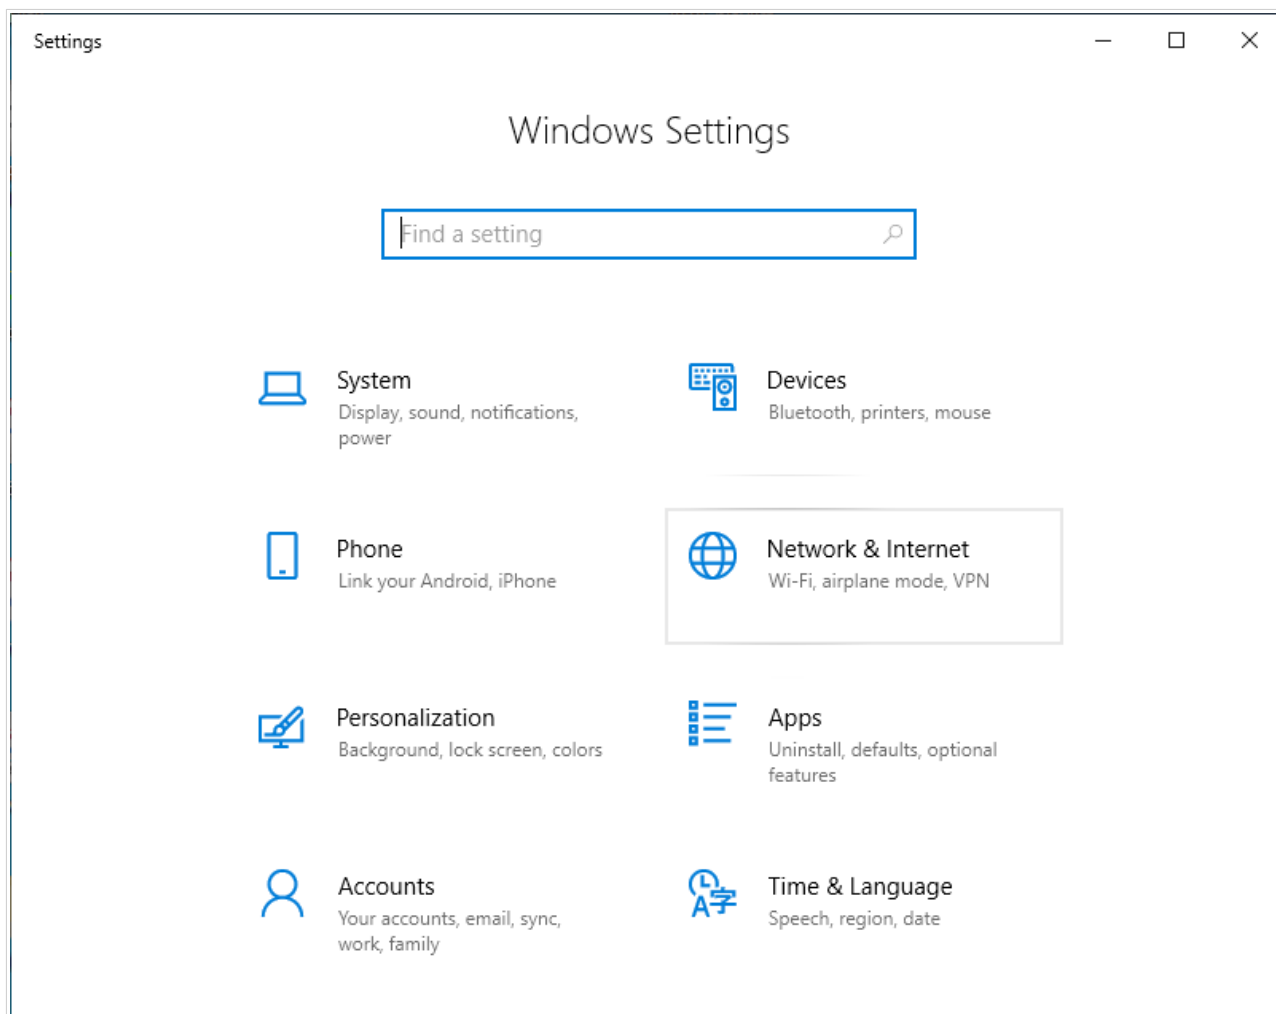 Settings
Windows Settings
Find a setting
System
Display, sound, notifications,
power
Devices
Bluetooth, printers, mouse
Phone
Link your Android, iPhone
Network & Internet
Wi-Fi, airplane mode, VPN
Personalization
Background, lock screen, colors
Apps
Uninstall, defaults, optional
features
Accounts
Your accounts, email, sync,
work, family
Time & Language
Speech, region, date